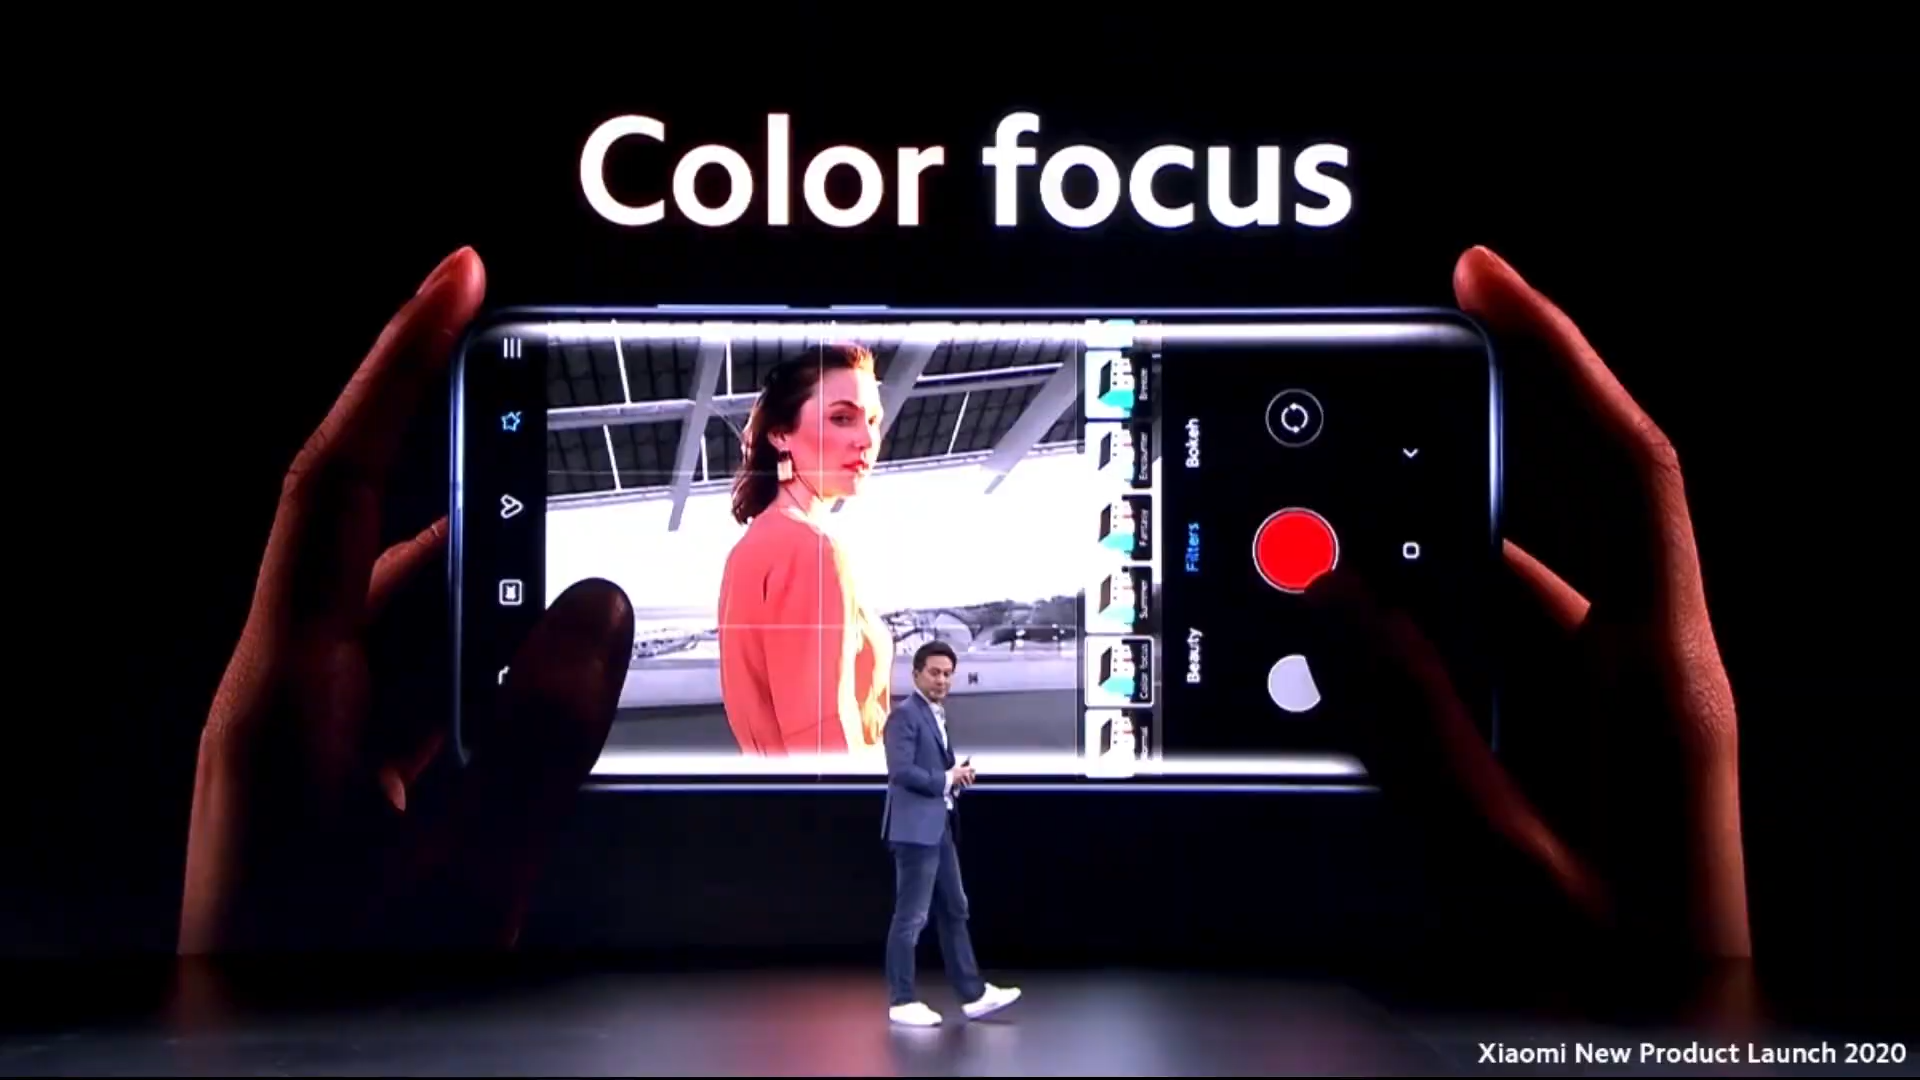 Color focus
Breeze
Encounter
Fantasy
Summer
Color focus
Bokeh
Filters
Beauty
Xiaomi New Product Launch 2020